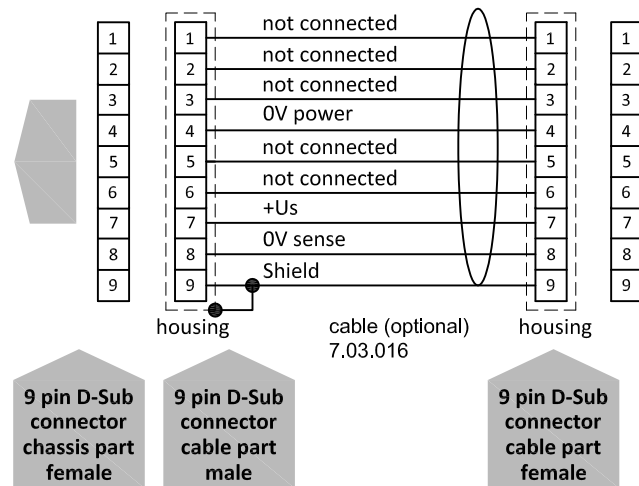 not connected
1 1 1 1
not connected
2 2 2 2
not connected
3 3 3 3
0V power
4 4 4 4
not connected
5 5 5 5
not connected
6 6 6 6
+Us
7 7 7 7
0V sense
8 8 8 8
Shield
9 9 9 9
housing
cable (optional)
7.03.016
housing
9 pin D-Sub
connector
chassis part
female
9 pin D-Sub
connector
cable part
male
9 pin D-Sub
connector
cable part
female